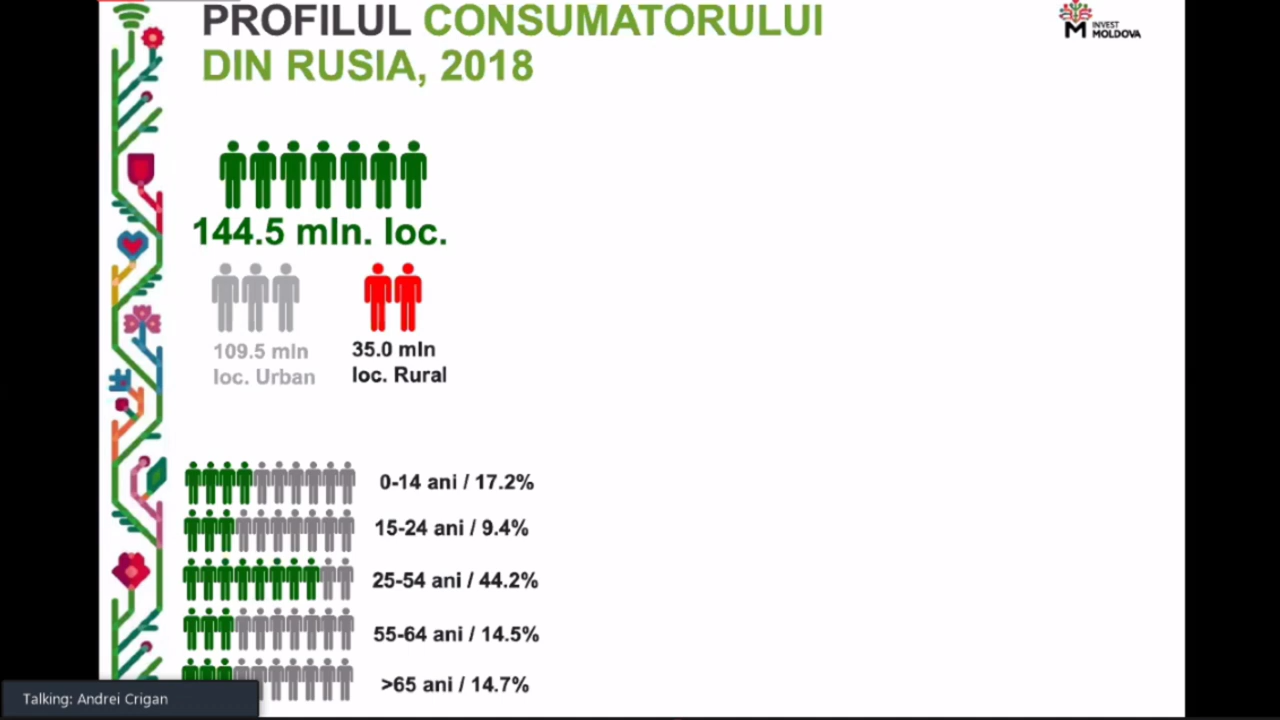 PROFILUL CONSUMATORULUI
DIN RUSIA, 2018
INVEST
MOLDOVA
144.5 mln. loc.
109.5 mln
loc. Urban
35.0 mln
loc. Rural
0-14 ani / 17.2%
15-24 ani / 9.4%
25-54 ani / 44.2%
55-64 ani / 14.5%
>65 ani / 14.7%
Talking: Andrei Crigan